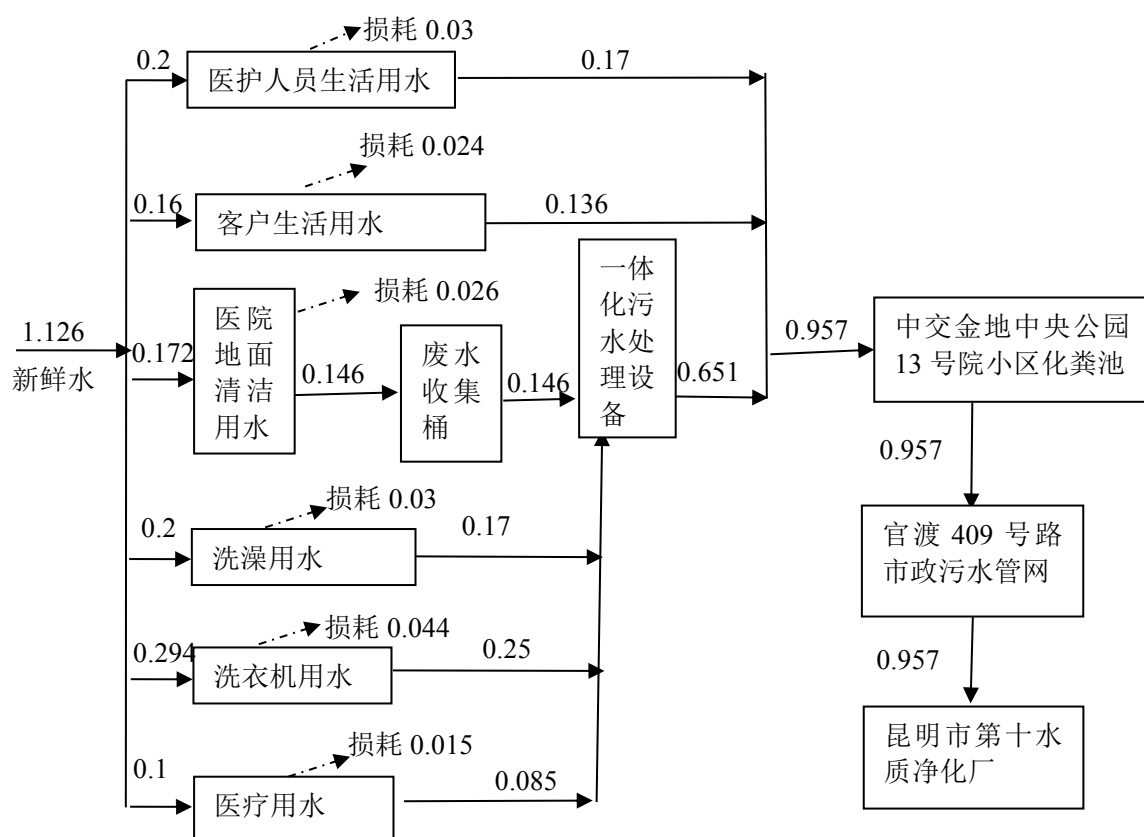 损耗 0.03
0.2
医护人员生活用水
0.17
损耗 0.024
0.16
客户生活用水
0.136
1.126
新鲜水
0.172
医院
地面
清洁
用水
损耗 0.026
0.146
废水
收集
桶
0.146
一体
化污
水处
理设
备
0.651
0.957
中交金地中央公园
13 号院小区化粪池
0.957
官渡 409 号路
市政污水管网
0.957
昆明市第十水
质净化厂
损耗 0.03
0.2
洗澡用水
0.17
损耗 0.044
0.294
洗衣机用水
0.25
损耗 0.015
0.1
医疗用水
0.085